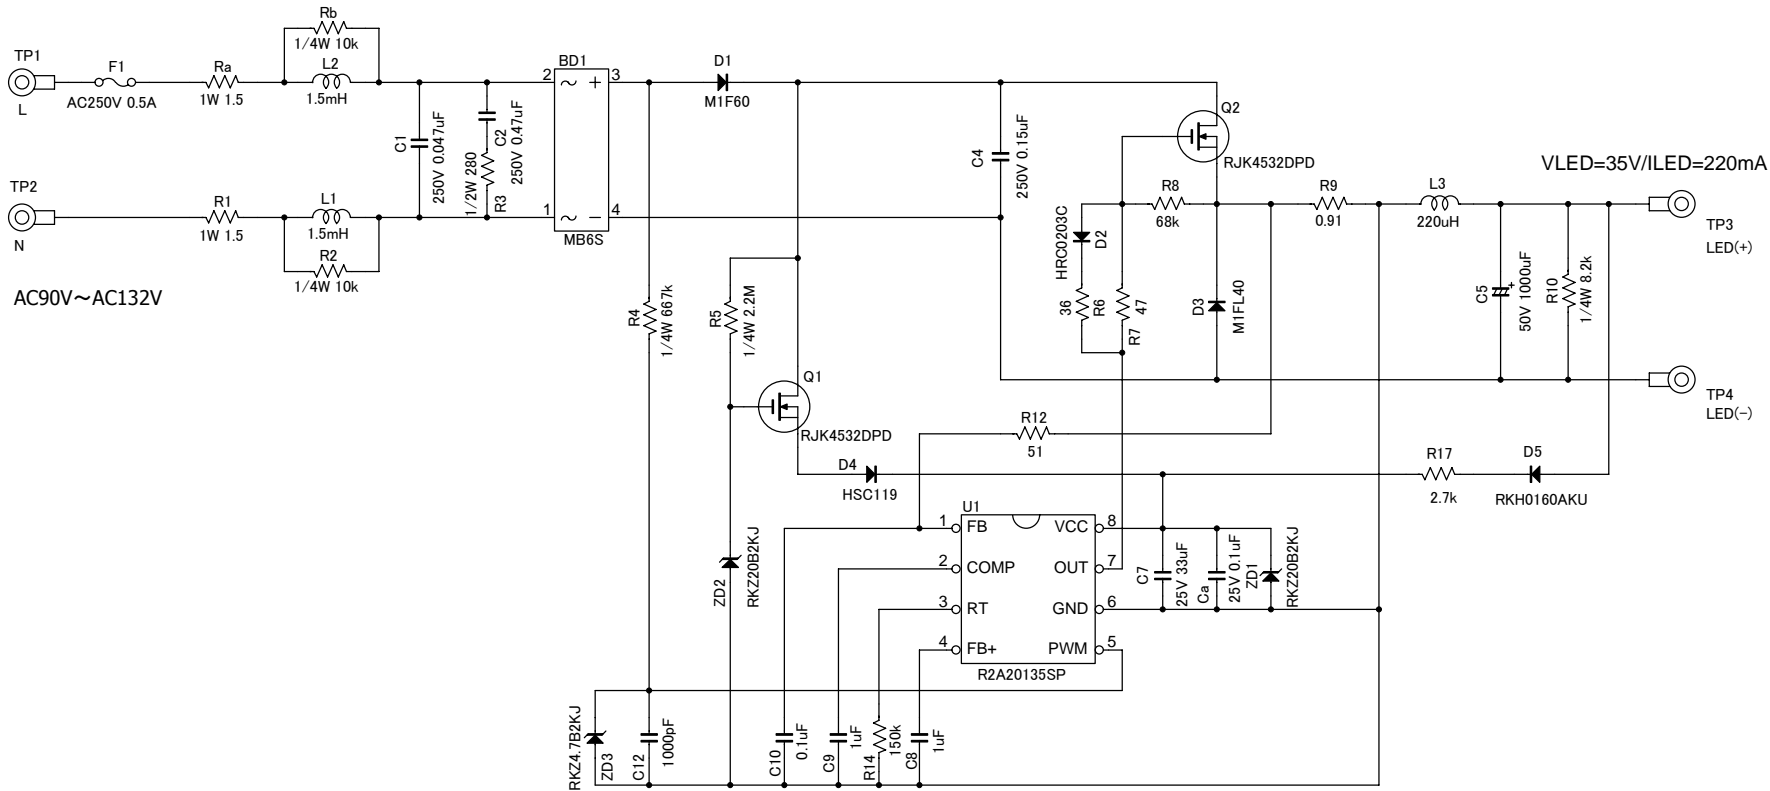 TP1
L
F1
AC250V 0.5A
Ra
1W 1.5
Rb
1/4W 10k
L2
1.5mH
TP2
N
R1
1W 1.5
L1
1.5mH
R2
1/4W 10k
AC90V～AC132V
C1
250V 0.047uF
C2
250V 0.47uF
1/2W 280
R3
BD1
2
～
+
3
1
～
−
4
MB6S
D1
M1F60
R4
1/4W 667k
R5
1/4W 2.2M
C4
250V 0.15uF
Q2
RJK4532DPD
HRC0203C
D2
R8
68k
36
R6
47
R7
D3
M1FL40
R9
0.91
VLED=35V/ILED=220mA
L3
220uH
C5
+
50V 1000uF
R10
1/4W 8.2k
TP3
LED(+)
TP4
LED(-)
Q1
RJK4532DPD
R12
51
D4
HSC119
R17
2.7k
D5
RKH0160AKU
ZD2
RKZ20B2KJ
U1
1
FB
VCC
8
2
COMP
OUT
7
3
RT
GND
6
4
FB+
PWM
5
R2A20135SP
C7
25V 33uF
Ca
25V 0.1uF
ZD1
RKZ20B2KJ
RKZ4.7B2KJ
ZD3
C12
1000pF
C10
0.1uF
C9
1uF
R14
150k
C8
1uF